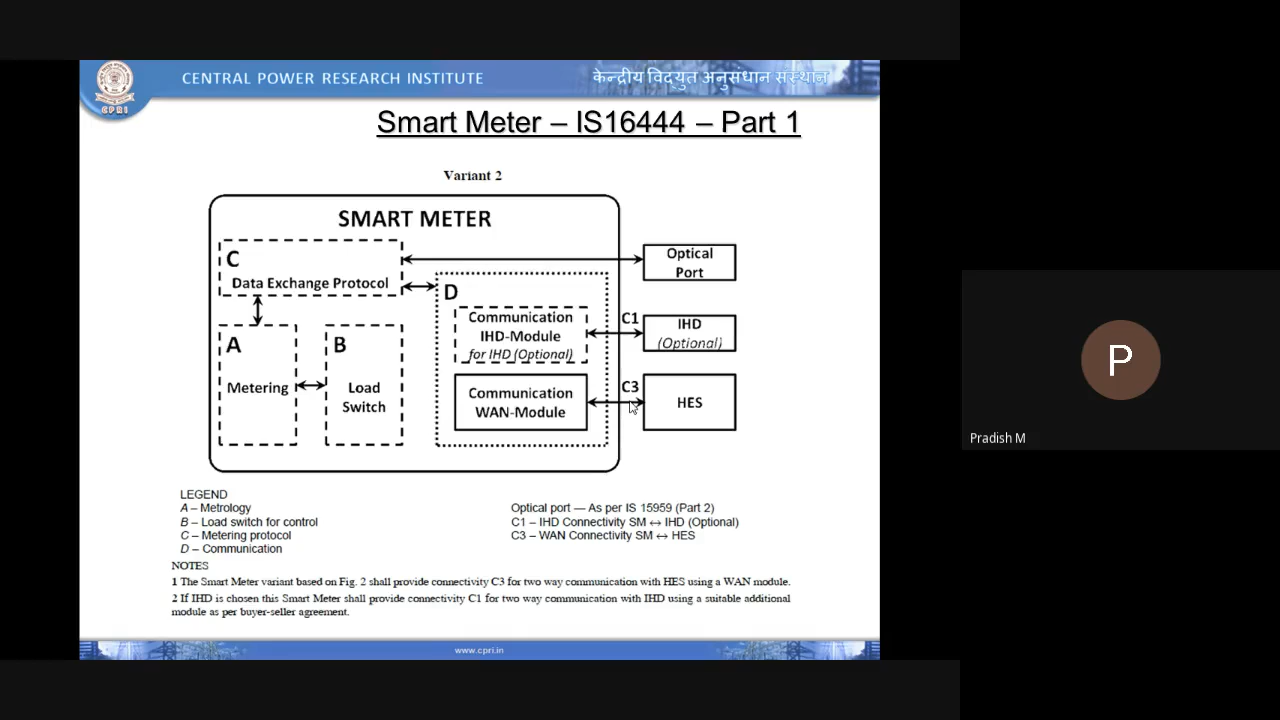 CENTRAL POWER RESEARCH INSTITUTE
केन्द्रीय विद्युत अनुसंधान संस्थान
CPRI
Smart Meter – IS16444 – Part 1
Variant 2
SMART METER
C
Data Exchange Protocol
Optical
Port
D
Communication
IHD-Module
for IHD (Optional)
C1
IHD
(Optional)
A
Metering
B
Load
Switch
Communication
WAN-Module
C3
HES
LEGEND
A – Metrology
B – Load switch for control
C – Metering protocol
D – Communication
Optical port — As per IS 15959 (Part 2)
C1 – IHD Connectivity SM ↔ IHD (Optional)
C3 – WAN Connectivity SM ↔ HES
NOTES
1 The Smart Meter variant based on Fig. 2 shall provide connectivity C3 for two way communication with HES using a WAN module.
2 If IHD is chosen this Smart Meter shall provide connectivity C1 for two way communication with IHD using a suitable additional
module as per buyer-seller agreement.
www.cpri.in
P
Pradish M